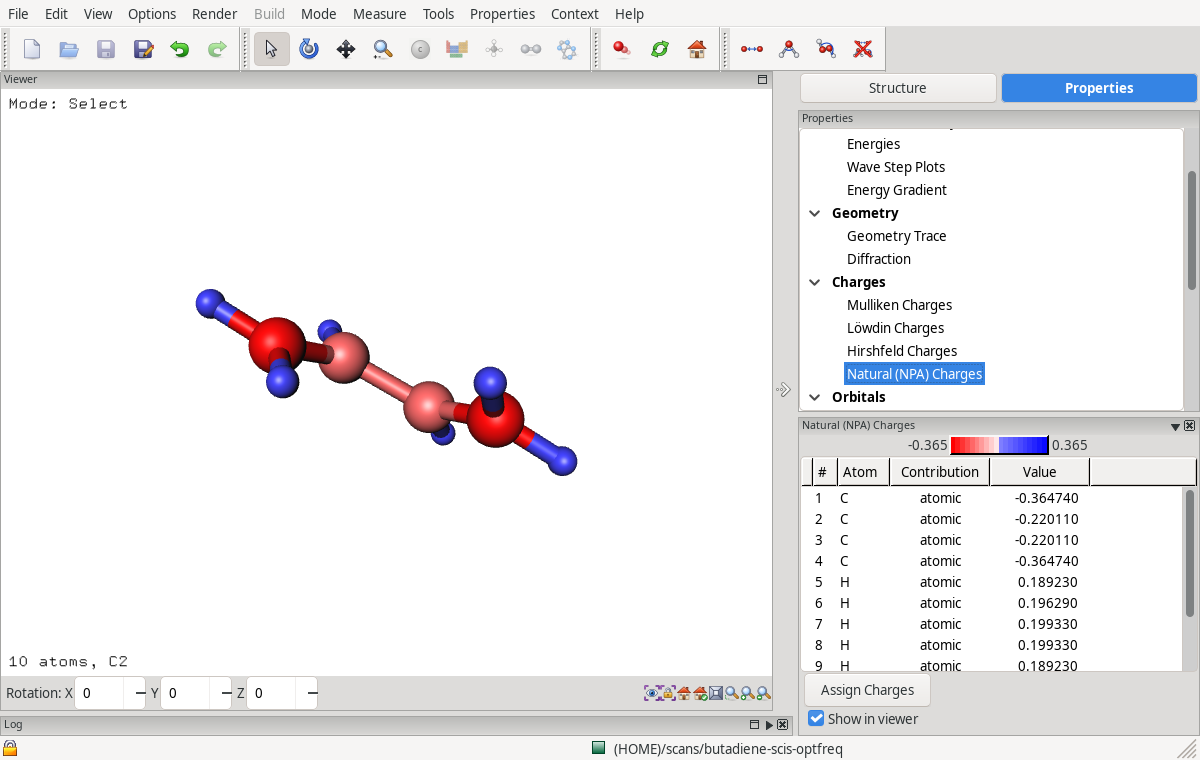 File Edit View Options Render Build Mode Measure Tools Properties Context Help
Viewer
Mode: Select
10 atoms, C2
Rotation: X 0 Y 0 Z 0
Log
Structure Properties
Properties
Energies
Wave Step Plots
Energy Gradient
Geometry
Geometry Trace
Diffraction
Charges
Mulliken Charges
Löwdin Charges
Hirshfeld Charges
Natural (NPA) Charges
Orbitals
Natural (NPA) Charges
-0.365 0.365
# Atom Contribution Value
1 C atomic -0.364740
2 C atomic -0.220110
3 C atomic -0.220110
4 C atomic -0.364740
5 H atomic 0.189230
6 H atomic 0.196290
7 H atomic 0.199330
8 H atomic 0.199330
9 H atomic 0.189230
Assign Charges
Show in viewer
(HOME)/scans/butadiene-scis-optfreq